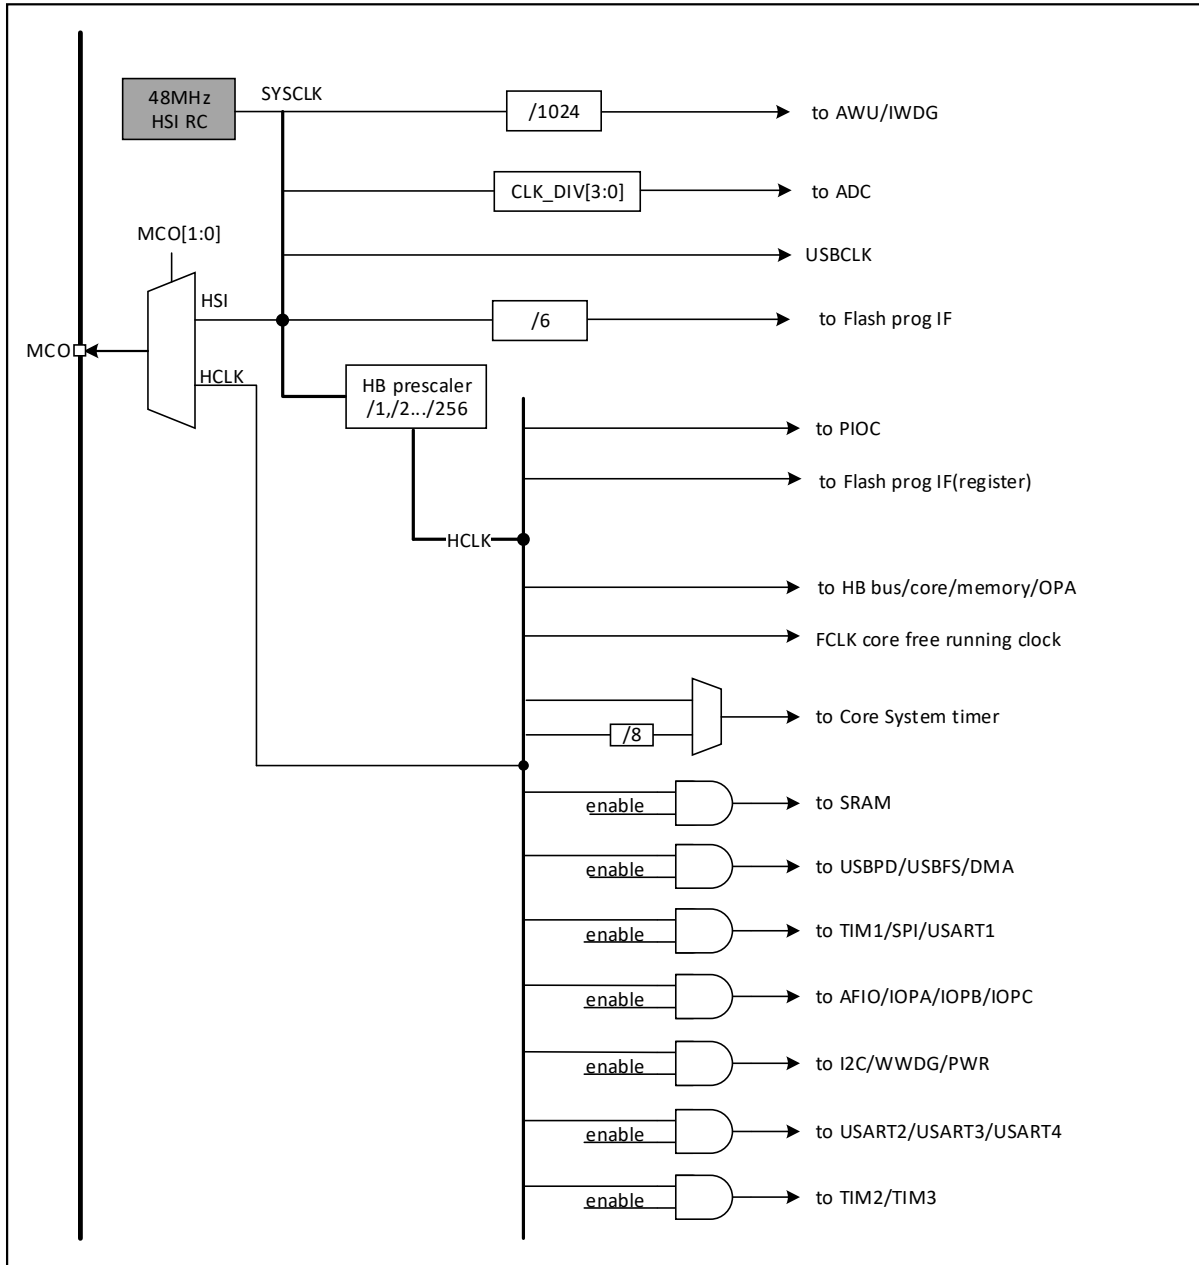 48MHz
HSI RC
SYSCLK
/1024
to AWU/IWDG
CLK_DIV[3:0]
to ADC
MCO[1:0]
USBCLK
HSI
/6
to Flash prog IF
MCO
HCLK
HB prescaler
/1,/2.../256
to PIOC
to Flash prog IF(register)
HCLK
to HB bus/core/memory/OPA
FCLK core free running clock
to Core System timer
/8
enable
to SRAM
enable
to USBPD/USBFS/DMA
enable
to TIM1/SPI/USART1
enable
to AFIO/IOPA/IOPB/IOPC
enable
to I2C/WWDG/PWR
enable
to USART2/USART3/USART4
enable
to TIM2/TIM3